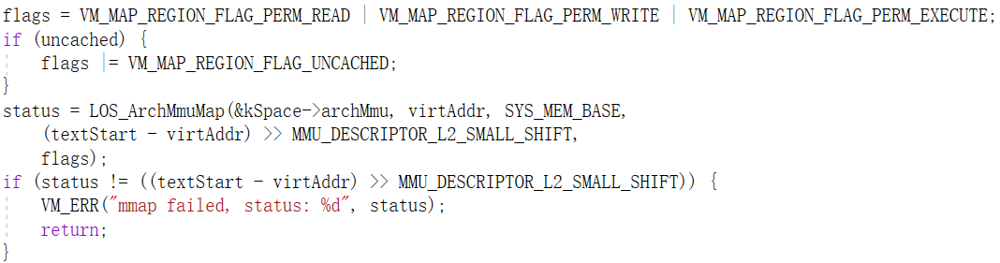 flags = VM_MAP_REGION_FLAG_PERM_READ | VM_MAP_REGION_FLAG_PERM_WRITE | VM_MAP_REGION_FLAG_PERM_EXECUTE;
if (uncached) {
    flags |= VM_MAP_REGION_FLAG_UNCACHED;
}
status = LOS_ArchMmuMap(&kSpace->archMmu, virtAddr, SYS_MEM_BASE,
    (textStart - virtAddr) >> MMU_DESCRIPTOR_L2_SMALL_SHIFT,
    flags);
if (status != ((textStart - virtAddr) >> MMU_DESCRIPTOR_L2_SMALL_SHIFT)) {
    VM_ERR("mmap failed, status: %d", status);
    return;
}